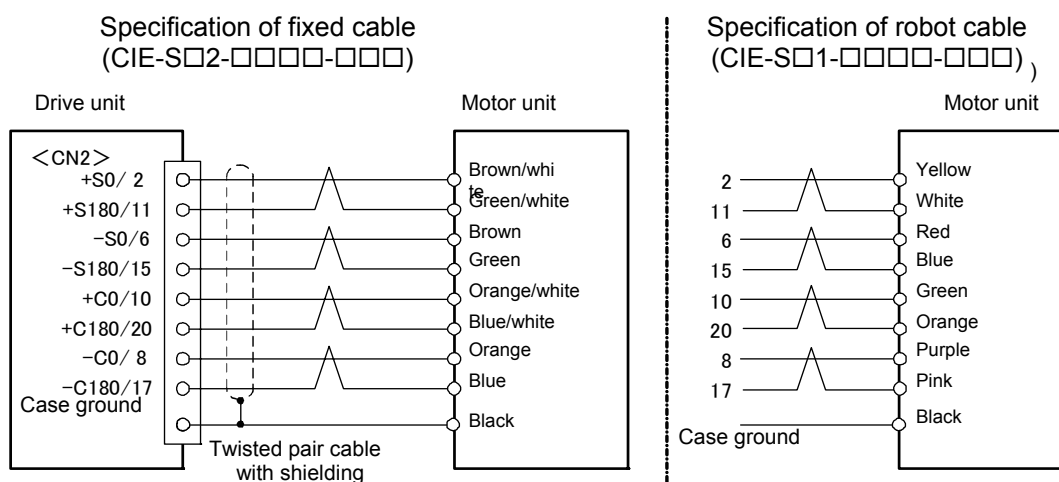 Specification of fixed cable
(CIE-S□2-□□□□-□□□)
Drive unit
Motor unit
<CN2>
+S0/ 2
+S180/11
−S0/6
−S180/15
+C0/10
+C180/20
−C0/ 8
−C180/17
Case ground
Brown/whi
te
Green/white
Brown
Green
Orange/white
Blue/white
Orange
Blue
Black
Twisted pair cable
with shielding
Specification of robot cable
(CIE-S□1-□□□□-□□□) )
Motor unit
2
11
6
15
10
20
8
17
Case ground
Yellow
White
Red
Blue
Green
Orange
Purple
Pink
Black